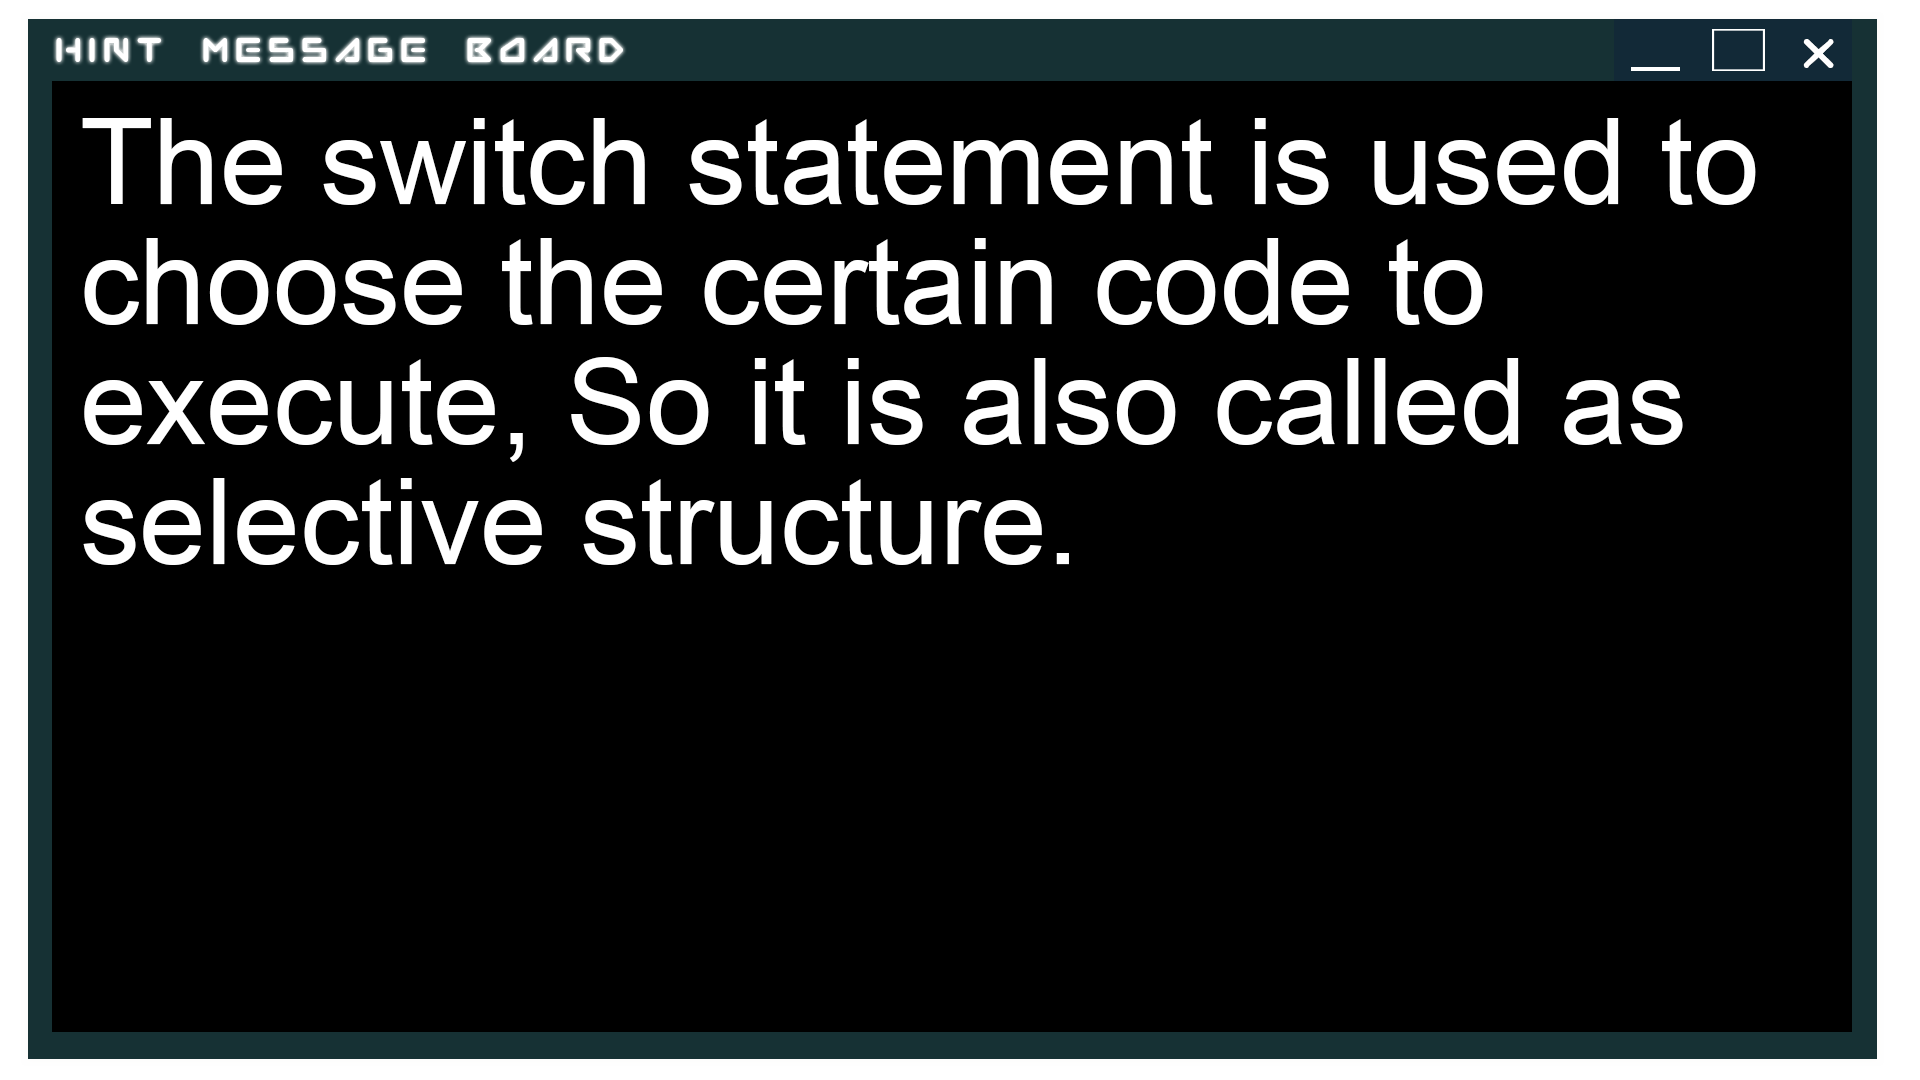 HINT MESSAGE BOARD
The switch statement is used to
choose the certain code to
execute, So it is also called as
selective structure.